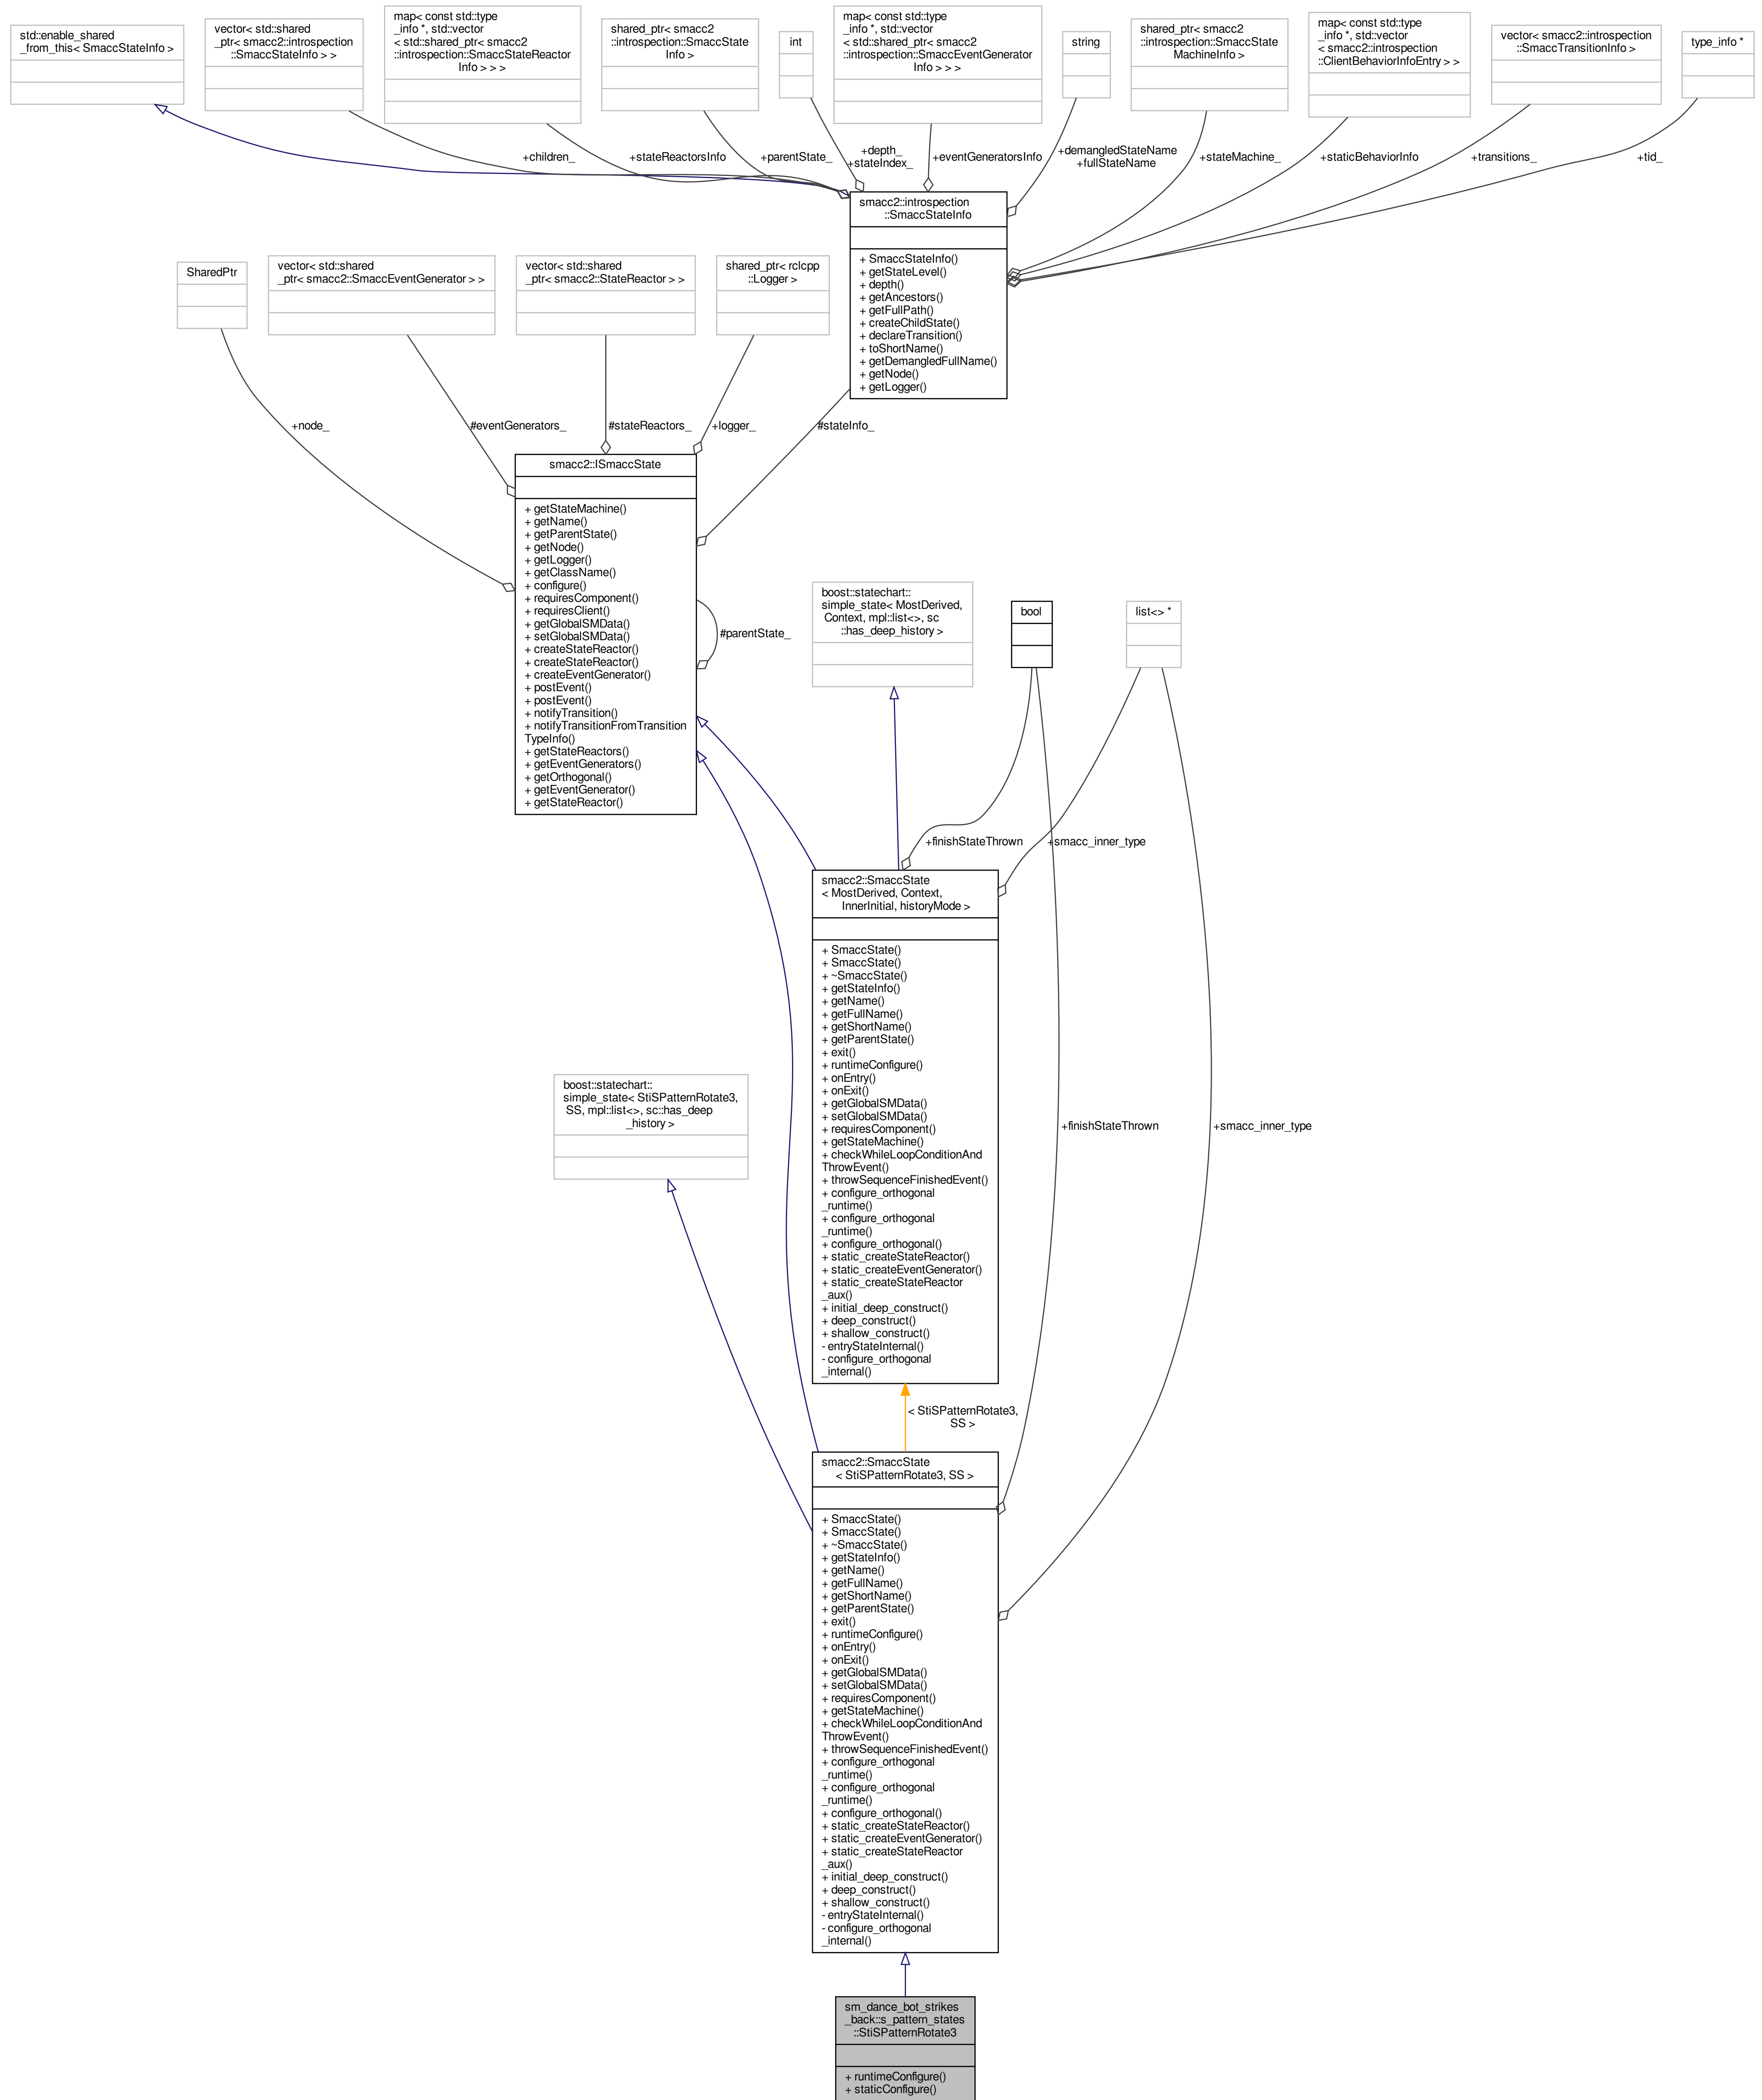 std::enable_shared
_from_this< SmaccStateInfo >
vector< std::shared
_ptr< smacc2::introspection
::SmaccStateInfo > >
map< const std::type
_info *, std::vector
< std::shared_ptr< smacc2
::introspection::SmaccStateReactor
Info > > >
shared_ptr< smacc2
::introspection::SmaccState
Info >
int
map< const std::type
_info *, std::vector
< std::shared_ptr< smacc2
::introspection::SmaccEventGenerator
Info > > >
string
shared_ptr< smacc2
::introspection::SmaccState
MachineInfo >
map< const std::type
_info *, std::vector
< smacc2::introspection
::ClientBehaviorInfoEntry > >
vector< smacc2::introspection
::SmaccTransitionInfo >
type_info *
+children_
+stateReactorsInfo
+parentState_
+depth_
+stateIndex_
+eventGeneratorsInfo
+demangledStateName
+fullStateName
+stateMachine_
+staticBehaviorInfo
+transitions_
+tid_
smacc2::introspection
::SmaccStateInfo
+ SmaccStateInfo()
+ getStateLevel()
+ depth()
+ getAncestors()
+ getFullPath()
+ createChildState()
+ declareTransition()
+ toShortName()
+ getDemangledFullName()
+ getNode()
+ getLogger()
SharedPtr
vector< std::shared
_ptr< smacc2::SmaccEventGenerator > >
vector< std::shared
_ptr< smacc2::StateReactor > >
shared_ptr< rclcpp
::Logger >
+node_
#eventGenerators_
#stateReactors_
+logger_
#stateInfo_
smacc2::ISmaccState
+ getStateMachine()
+ getName()
+ getParentState()
+ getNode()
+ getLogger()
+ getClassName()
+ configure()
+ requiresComponent()
+ requiresClient()
+ getGlobalSMData()
+ setGlobalSMData()
+ createStateReactor()
+ createStateReactor()
+ createEventGenerator()
+ postEvent()
+ postEvent()
+ notifyTransition()
+ notifyTransitionFromTransition
TypeInfo()
+ getStateReactors()
+ getEventGenerators()
+ getOrthogonal()
+ getEventGenerator()
+ getStateReactor()
#parentState_
boost::statechart::
simple_state< MostDerived,
Context, mpl::list<>, sc
::has_deep_history >
bool
list<> *
+finishStateThrown
+smacc_inner_type
smacc2::SmaccState
< MostDerived, Context,
InnerInitial, historyMode >
+ SmaccState()
+ SmaccState()
+ ~SmaccState()
+ getStateInfo()
+ getName()
+ getFullName()
+ getShortName()
+ getParentState()
+ exit()
+ runtimeConfigure()
+ onEntry()
+ onExit()
+ getGlobalSMData()
+ setGlobalSMData()
+ requiresComponent()
+ getStateMachine()
+ checkWhileLoopConditionAnd
ThrowEvent()
+ throwSequenceFinishedEvent()
+ configure_orthogonal
_runtime()
+ configure_orthogonal
_runtime()
+ configure_orthogonal()
+ static_createStateReactor()
+ static_createEventGenerator()
+ static_createStateReactor
_aux()
+ initial_deep_construct()
+ deep_construct()
+ shallow_construct()
- entryStateInternal()
- configure_orthogonal
_internal()
boost::statechart::
simple_state< StiSPatternRotate3,
SS, mpl::list<>, sc::has_deep
_history >
+finishStateThrown
+smacc_inner_type
< StiSPatternRotate3,
SS >
smacc2::SmaccState
< StiSPatternRotate3, SS >
+ SmaccState()
+ SmaccState()
+ ~SmaccState()
+ getStateInfo()
+ getName()
+ getFullName()
+ getShortName()
+ getParentState()
+ exit()
+ runtimeConfigure()
+ onEntry()
+ onExit()
+ getGlobalSMData()
+ setGlobalSMData()
+ requiresComponent()
+ getStateMachine()
+ checkWhileLoopConditionAnd
ThrowEvent()
+ throwSequenceFinishedEvent()
+ configure_orthogonal
_runtime()
+ configure_orthogonal
_runtime()
+ configure_orthogonal()
+ static_createStateReactor()
+ static_createEventGenerator()
+ static_createStateReactor
_aux()
+ initial_deep_construct()
+ deep_construct()
+ shallow_construct()
- entryStateInternal()
- configure_orthogonal
_internal()
sm_dance_bot_strikes
_back::s_pattern_states
::StiSPatternRotate3
+ runtimeConfigure()
+ staticConfigure()